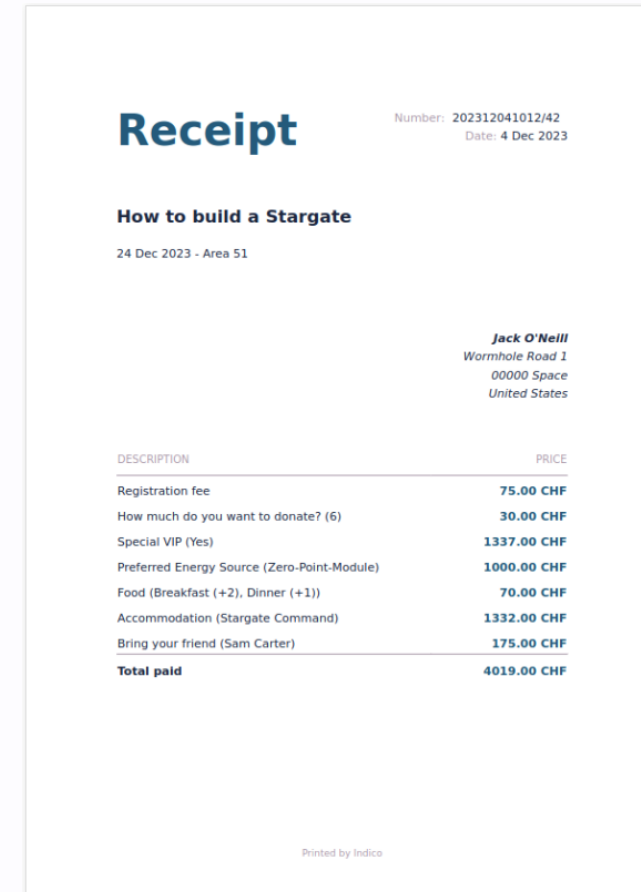 Receipt
Number: 202312041012/42
Date: 4 Dec 2023
How to build a Stargate
24 Dec 2023 - Area 51
Jack O'Neill
Wormhole Road 1
00000 Space
United States
DESCRIPTION PRICE
Registration fee 75.00 CHF
How much do you want to donate? (6) 30.00 CHF
Special VIP (Yes) 1337.00 CHF
Preferred Energy Source (Zero-Point-Module) 1000.00 CHF
Food (Breakfast (+2), Dinner (+1)) 70.00 CHF
Accommodation (Stargate Command) 1332.00 CHF
Bring your friend (Sam Carter) 175.00 CHF
Total paid 4019.00 CHF
Printed by Indico